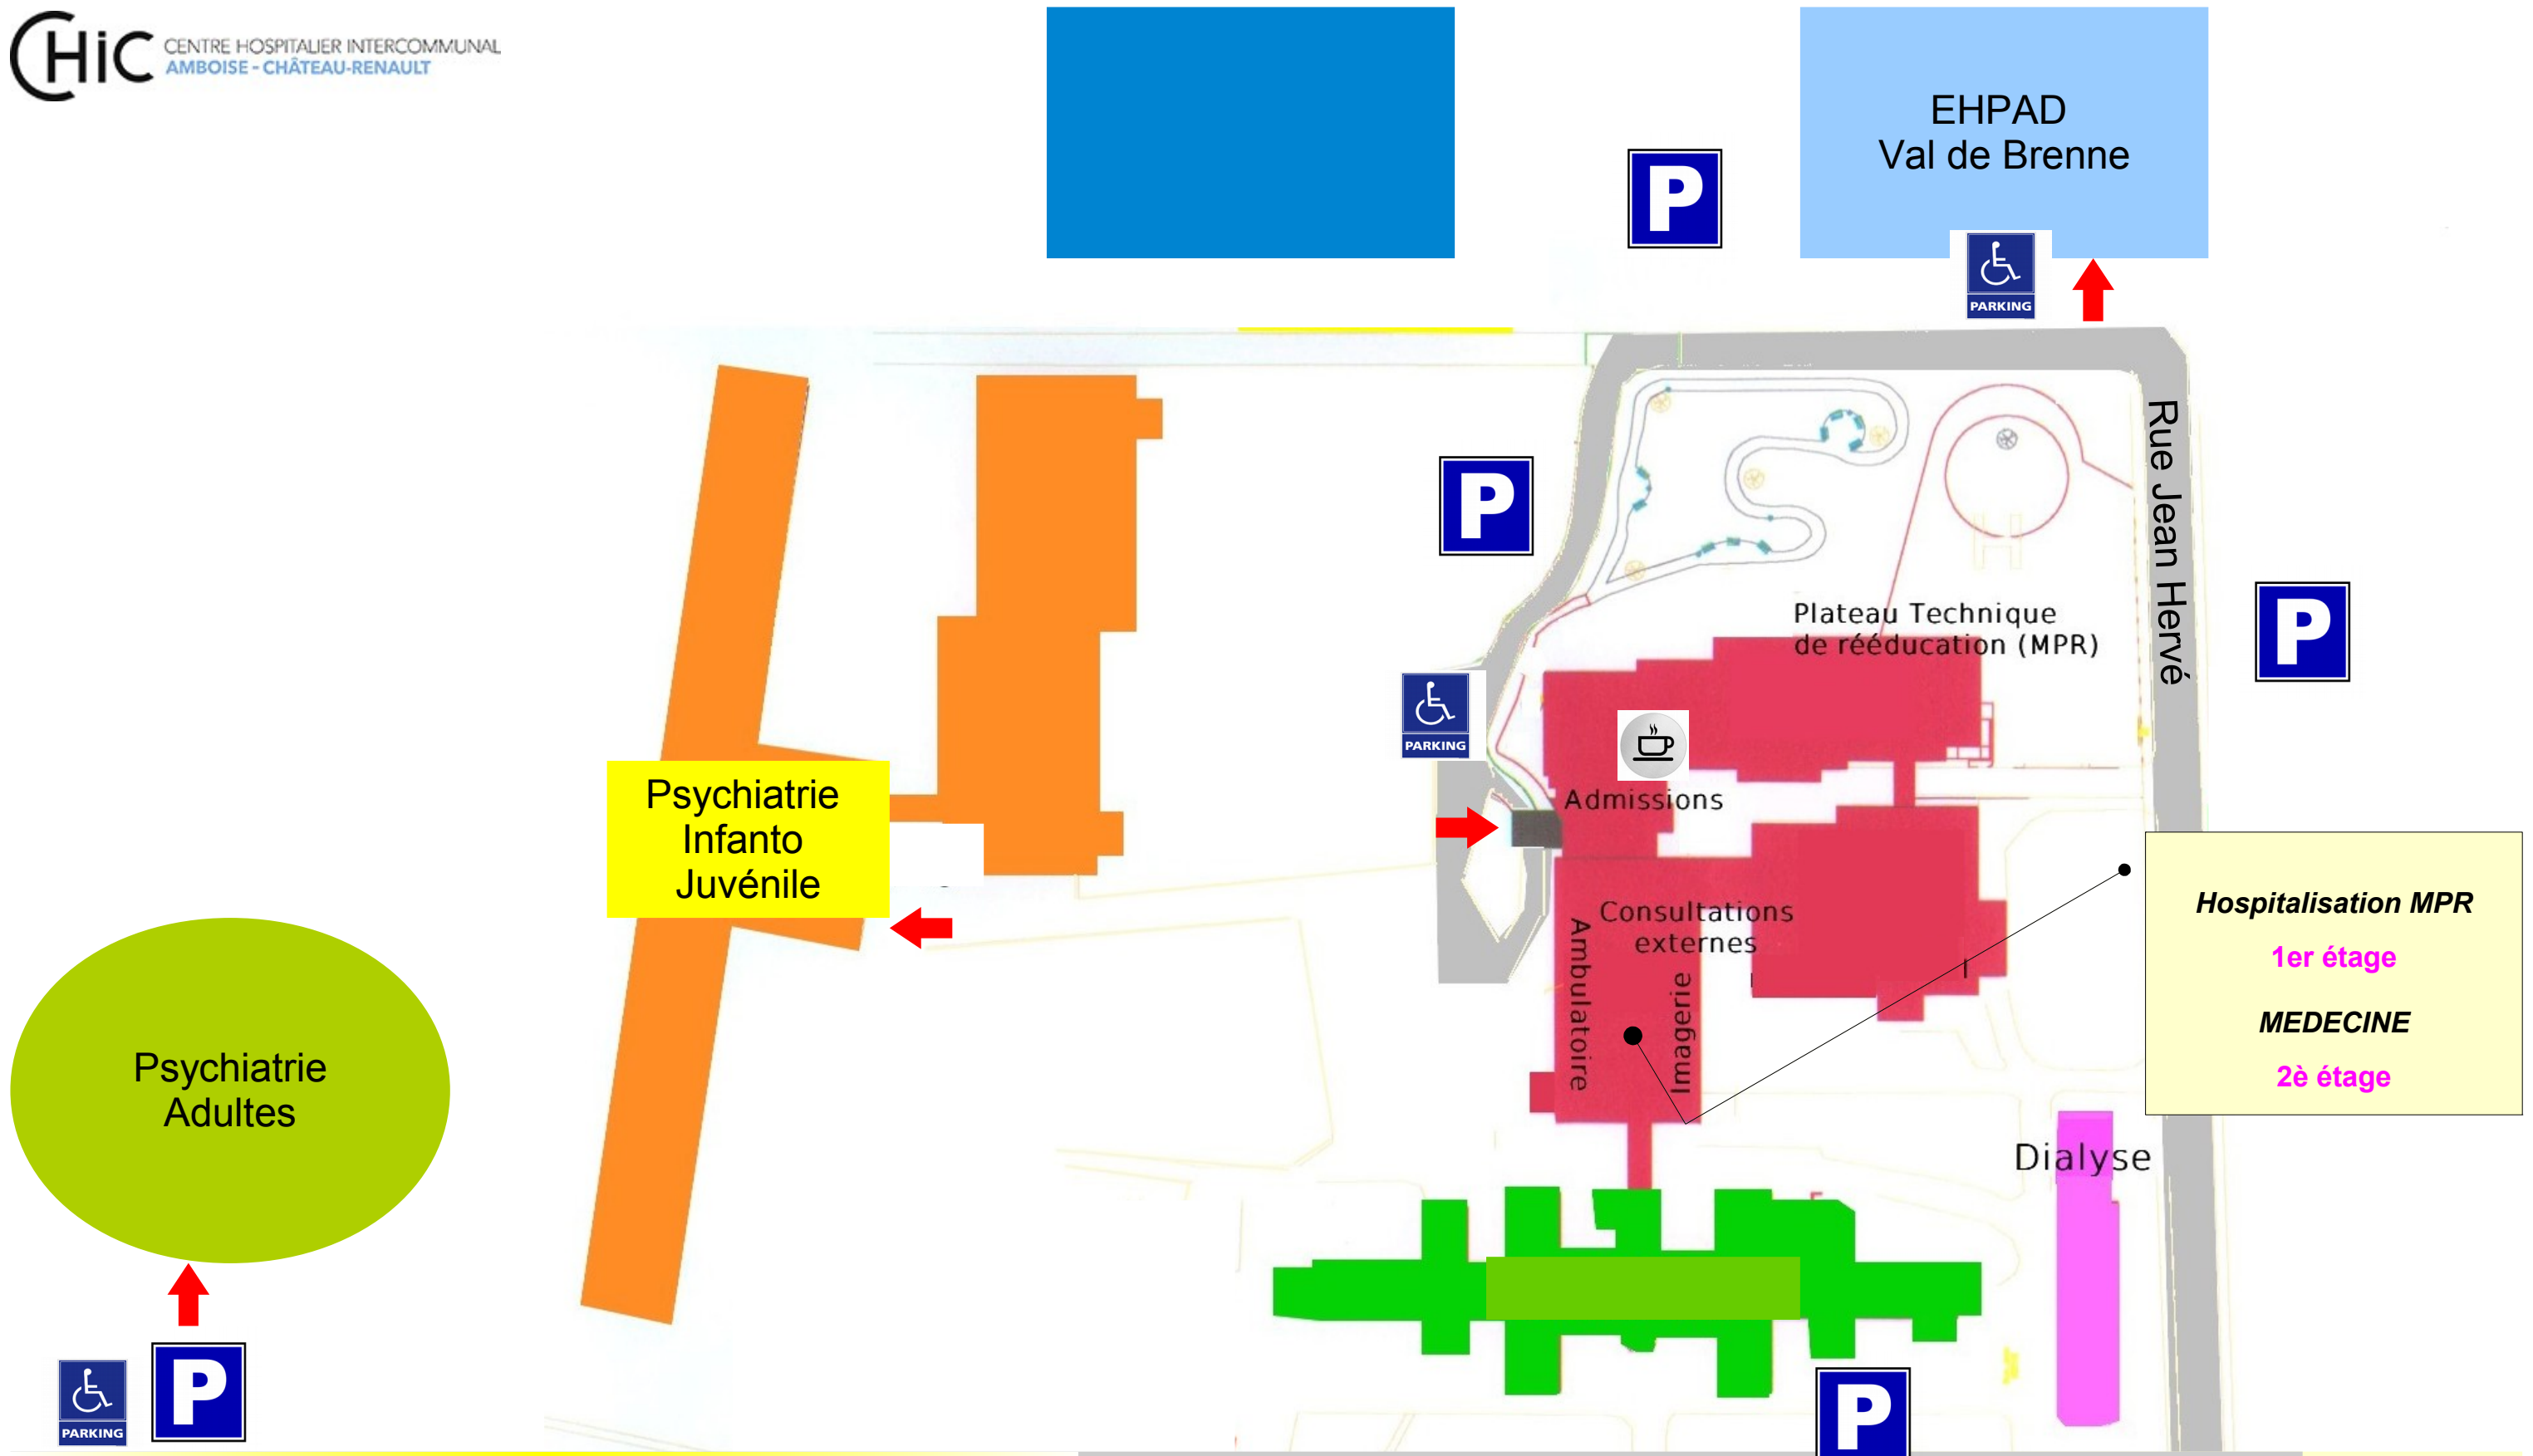 CHiC CENTRE HOSPITALIER INTERCOMMUNAL
AMBOISE - CHÂTEAU-RENAULT
EHPAD
Val de Brenne
P
PARKING
Rue Jean Hervé
P
P
Plateau Technique
de rééducation (MPR)
PARKING
Admissions
Psychiatrie
Infanto
Juvénile
Consultations
externes
Ambulatoire
Imagerie
Hospitalisation MPR
1er étage
MEDECINE
2è étage
Psychiatrie
Adultes
Dialyse
PARKING
P
P